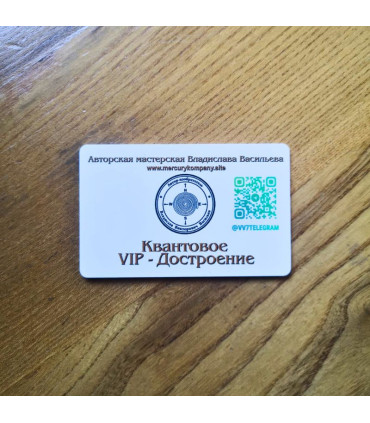 Авторская мастерская Владислава Васильева
www.mercurykompany.site
@VV7TELEGRAM
Квантовое
VIP - Достроение